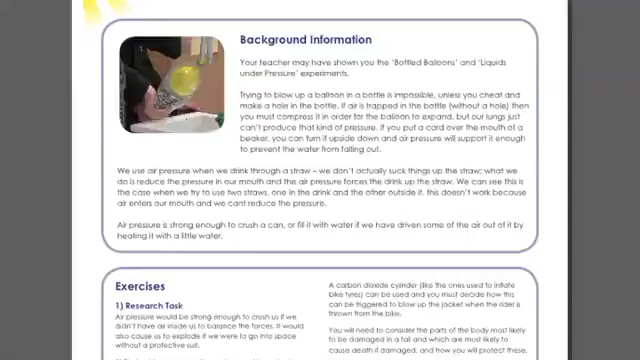 Background Information
Your teacher may have shown you the 'Bottled Balloons' and 'Liquids
under Pressure' experiments.
Trying to blow up a balloon in a bottle is impossible, unless you cheat and
make a hole in the bottle. If air is trapped in the bottle (without a hole) then
you must compress it in order for the balloon to expand, but our lungs just
can't produce that kind of pressure. If you put a card over the mouth of a
beaker, you can turn it upside down and air pressure will support it enough
to prevent the water from falling out.
We use air pressure when we drink through a straw – we don't actually suck things up the straw; what we
do is reduce the pressure in our mouth and the air pressure forces the drink up the straw. We can see this is
the case when we try to use two straws, one in the drink and the other outside it, this doesn't work because
air enters our mouth and we cant reduce the pressure.
Air pressure is strong enough to crush a can, or fill it with water if we have driven some of the air out of it by
heating it with a little water.
Exercises
1) Research Task
Air pressure would be strong enough to crush us if we
didn't have air inside us to balance the forces. It would
also cause us to explode if we were to go into space
without a protective suit.
A carbon dioxide cylinder (like the ones used to inflate
bike tyres) can be used and you must decide how this
can be triggered to blow up the jacket when the rider is
thrown from the bike.
You will need to consider the parts of the body most likely
to be damaged in a fall and which are most likely to
cause death if damaged, and how you will protect these.